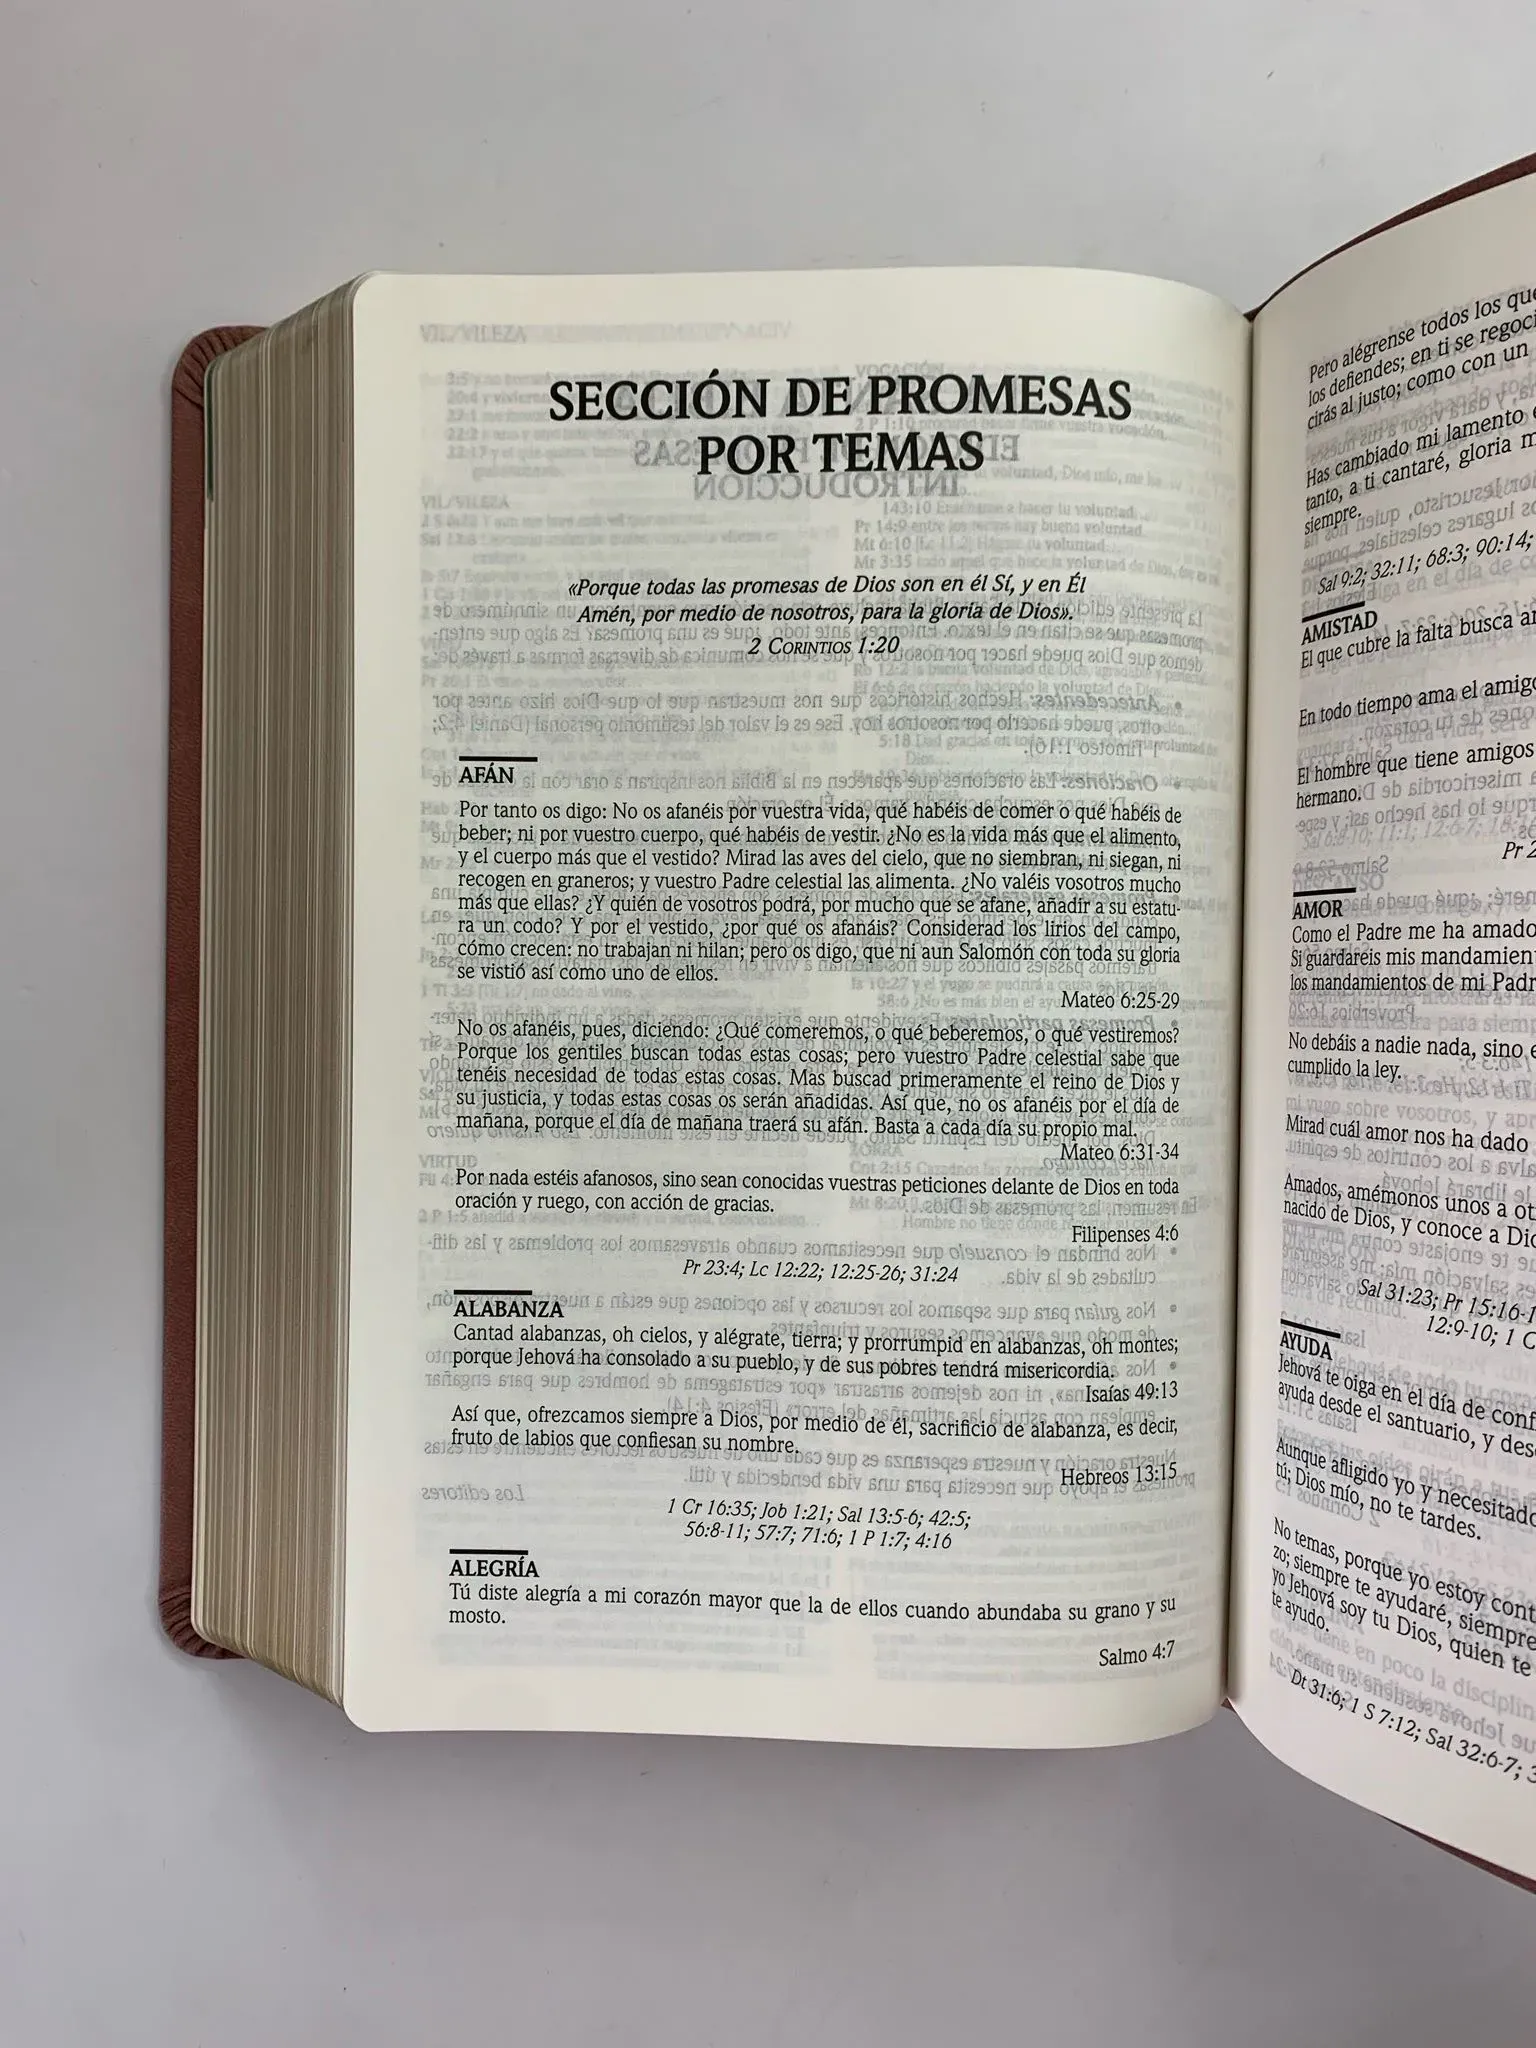 SECCIÓN DE PROMESAS
POR TEMAS
«Porque todas las promesas de Dios son en él Sí, y en Él
Amén, por medio de nosotros, para la gloria de Dios».
2 CORINTIOS 1:20
AFÁN
Por tanto os digo: No os afanéis por vuestra vida, qué habéis de comer o qué habéis de
beber; ni por vuestro cuerpo, qué habéis de vestir. ¿No es la vida más que el alimento,
y el cuerpo más que el vestido? Mirad las aves del cielo, que no siembran, ni siegan, ni
recogen en graneros; y vuestro Padre celestial las alimenta. ¿No valéis vosotros mucho
más que ellas? ¿Y quién de vosotros podrá, por mucho que se afane, añadir a su estatu-
ra un codo? Y por el vestido, ¿por qué os afanáis? Considerad los lirios del campo,
cómo crecen: no trabajan ni hilan; pero os digo, que ni aun Salomón con toda su gloria
se vistió así como uno de ellos.
Mateo 6:25-29
No os afanéis, pues, diciendo: ¿Qué comeremos, o qué beberemos, o qué vestiremos?
Porque los gentiles buscan todas estas cosas; pero vuestro Padre celestial sabe que
tenéis necesidad de todas estas cosas. Mas buscad primeramente el reino de Dios y
su justicia, y todas estas cosas os serán añadidas. Así que, no os afanéis por el día de
mañana, porque el día de mañana traerá su afán. Basta a cada día su propio mal.
Mateo 6:31-34
Por nada estéis afanosos, sino sean conocidas vuestras peticiones delante de Dios en toda
oración y ruego, con acción de gracias.
Filipenses 4:6
Pr 23:4; Lc 12:22; 12:25-26; 31:24
ALABANZA
Cantad alabanzas, oh cielos, y alégrate, tierra; y prorrumpid en alabanzas, oh montes;
porque Jehová ha consolado a su pueblo, y de sus pobres tendrá misericordia.
Isaías 49:13
Así que, ofrezcamos siempre a Dios, por medio de él, sacrificio de alabanza, es decir,
fruto de labios que confiesan su nombre.
Hebreos 13:15
1 Cr 16:35; Job 1:21; Sal 13:5-6; 42:5;
56:8-11; 57:7; 71:6; 1 P 1:7; 4:16
ALEGRÍA
Tú diste alegría a mi corazón mayor que la de ellos cuando abundaba su grano y su
mosto.
Salmo 4:7
Pero alégrense todos los que
los defiendes; en ti se regoci
cirás al justo; como con un
Has cambiado mi lamento e
tanto, a ti cantaré, gloria m
siempre.
Sal 9:2; 32:11; 68:3; 90:14;
AMISTAD
El que cubre la falta busca am
En todo tiempo ama el amigo
El hombre que tiene amigos
hermano.
Pr 2
AMOR
Como el Padre me ha amado
Si guardareis mis mandamient
los mandamientos de mi Padr
No debáis a nadie nada, sino e
cumplido la ley.
Mirad cuál amor nos ha dado
Amados, amémonos unos a ot
nacido de Dios, y conoce a Dio
Sal 31:23; Pr 15:16-1
12:9-10; 1 C
AYUDA
Jehová te oiga en el día de confl
ayuda desde el santuario, y desd
Aunque afligido yo y necesitado
tú; Dios mío, no te tardes.
No temas, porque yo estoy cont
zo; siempre te ayudaré, siempre
yo Jehová soy tu Dios, quien te
te ayudo.
Dt 31:6; 1 S 7:12; Sal 32:6-7; 3